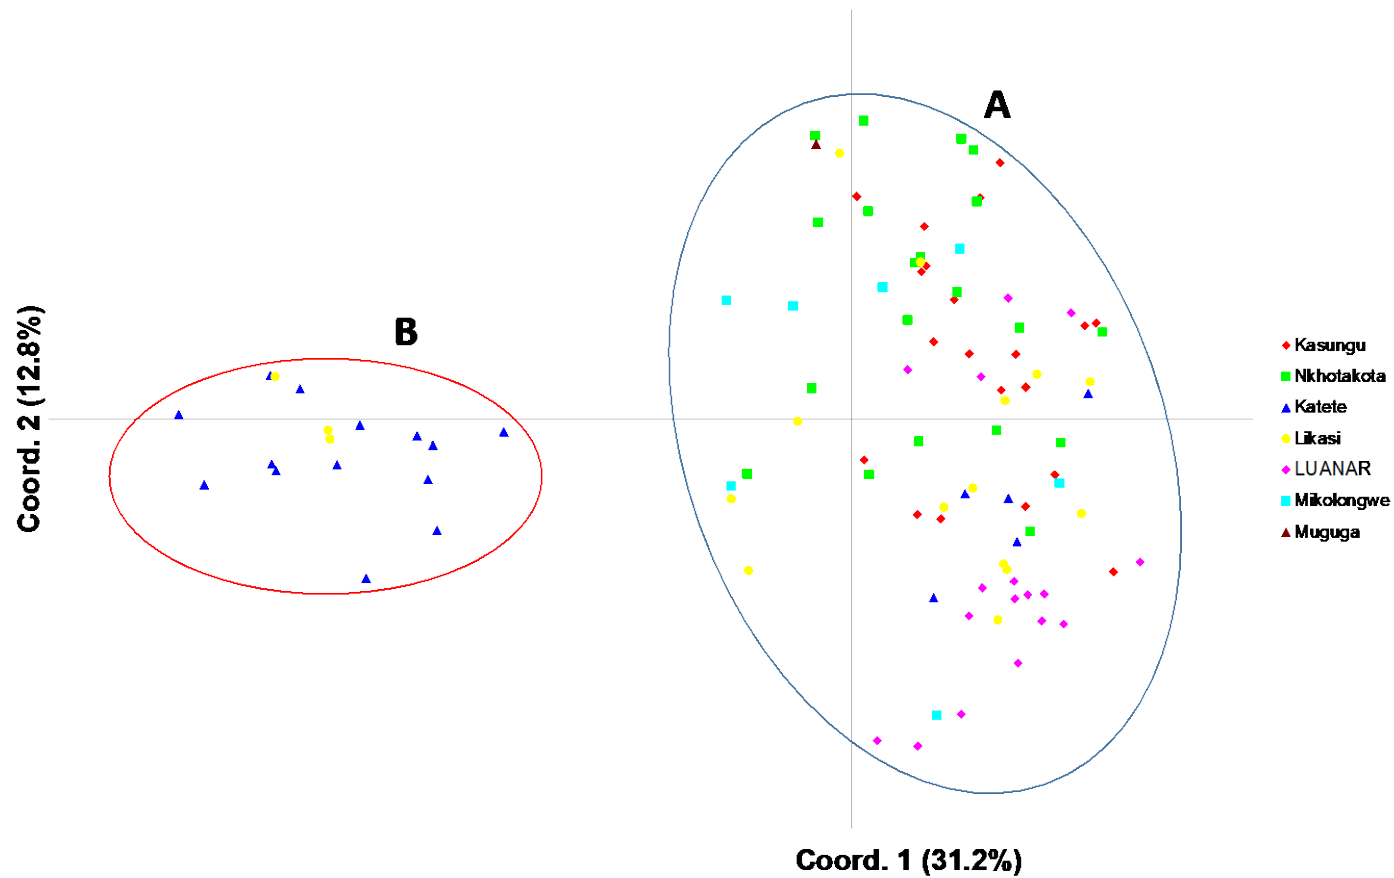 A
B
Coord. 2 (12.8%)
Kasungu
Nkhotakota
Katete
Likasi
LUANAR
Mikolongwe
Muguga
Coord. 1 (31.2%)